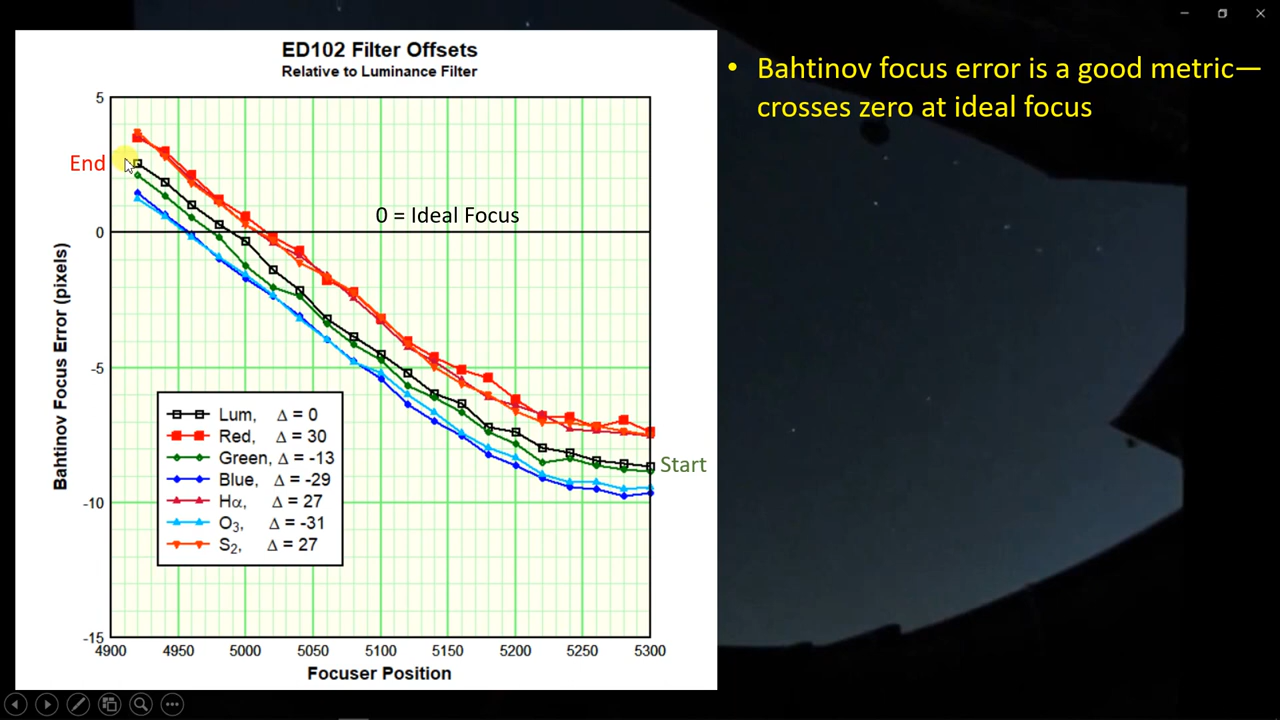 ED102 Filter Offsets
Relative to Luminance Filter
• Bahtinov focus error is a good metric—
crosses zero at ideal focus
5
End
0 = Ideal Focus
0
Bahtinov Focus Error (pixels)
-5
Lum, Δ = 0
Red, Δ = 30
Green, Δ = -13
Blue, Δ = -29
Hα, Δ = 27
O₃, Δ = -31
S₂, Δ = 27
Start
-10
-15
4900 4950 5000 5050 5100 5150 5200 5250 5300
Focuser Position